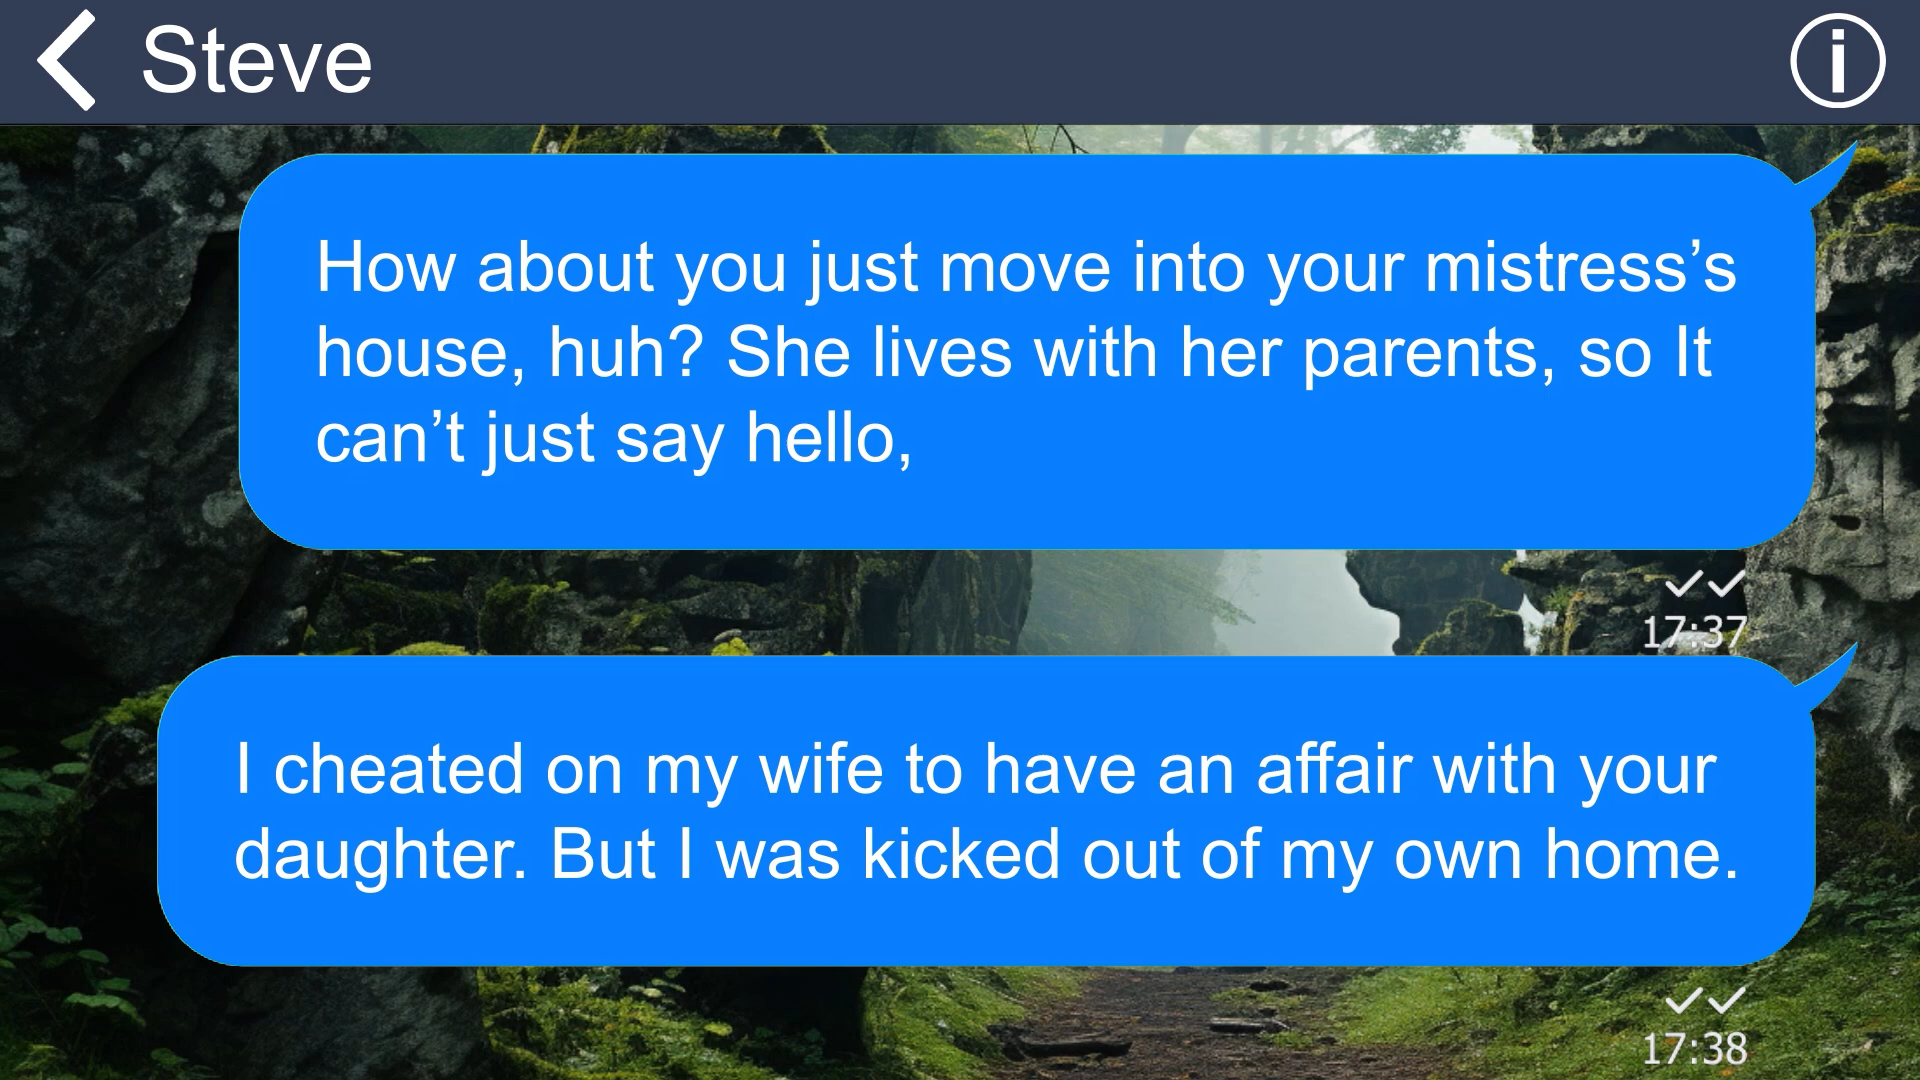 Steve
How about you just move into your mistress’s
house, huh? She lives with her parents, so It
can’t just say hello,
17:37
I cheated on my wife to have an affair with your
daughter. But I was kicked out of my own home.
17:38